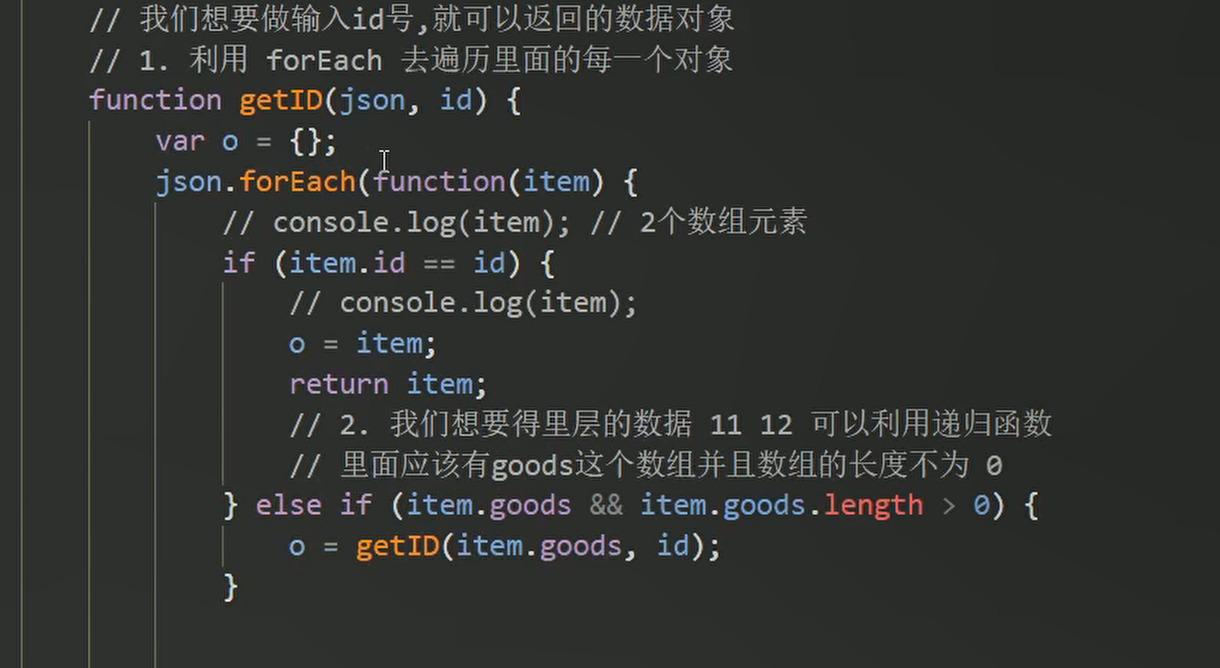 // 我们想要做输入id号,就可以返回的数据对象
// 1. 利用 forEach 去遍历里面的每一个对象
function getID(json, id) {
var o = {};
json.forEach(function(item) {
// console.log(item); // 2个数组元素
if (item.id == id) {
// console.log(item);
o = item;
return item;
// 2. 我们想要得里层的数据 11 12 可以利用递归函数
// 里面应该有goods这个数组并且数组的长度不为 0
} else if (item.goods && item.goods.length > 0) {
o = getID(item.goods, id);
}